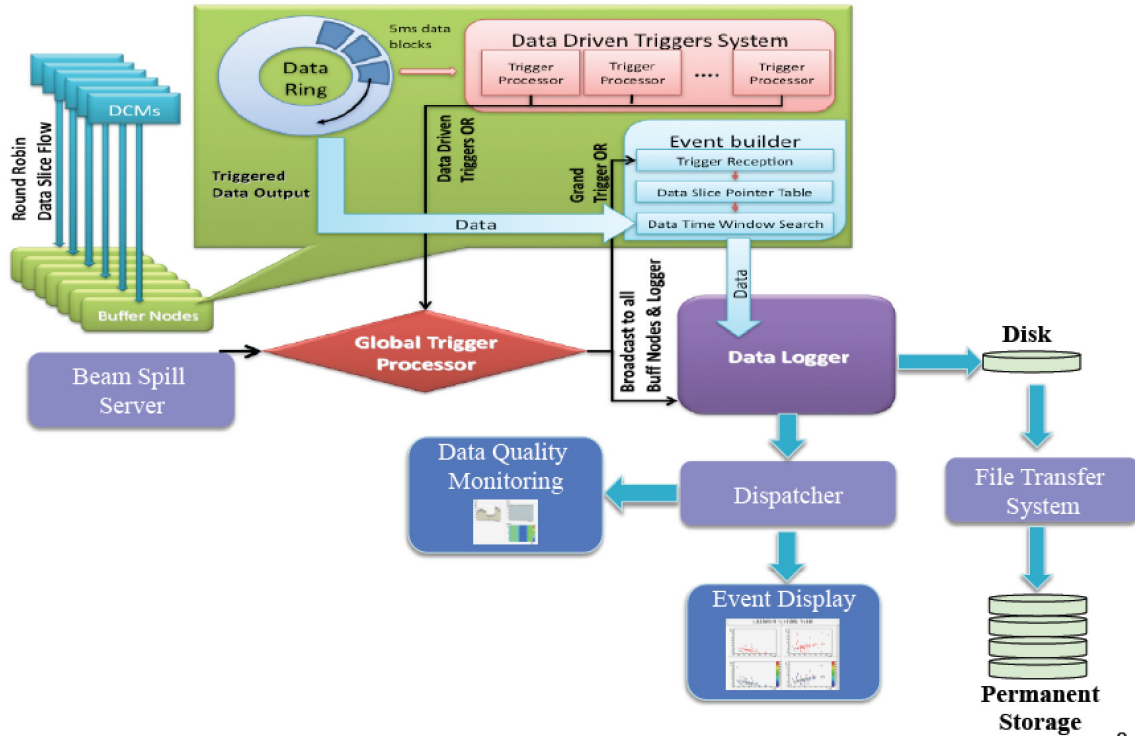 5ms data
blocks
Data
Ring
Data Driven Triggers System
Trigger
Processor
Trigger
Processor
....
Trigger
Processor
DCMs
Round Robin
Data Slice Flow
Triggered
Data Output
Data Driven
Triggers OR
Grand
Trigger OR
Event builder
Trigger Reception
Data Slice Pointer Table
Data Time Window Search
Data
Data
Buffer Nodes
Beam Spill
Server
Global Trigger
Processor
Broadcast to all
Buff Nodes & Logger
Data Logger
Disk
Data Quality
Monitoring
Dispatcher
File Transfer
System
Event Display
Permanent
Storage